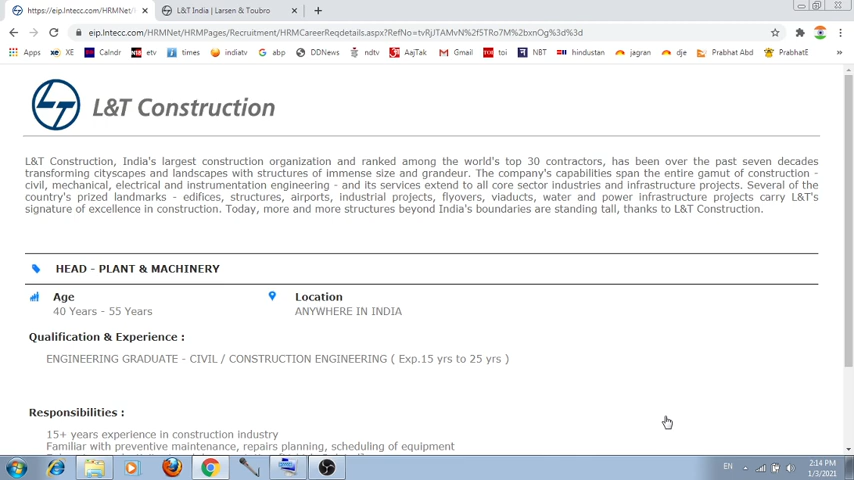 https://eip.lntecc.com/HRMNet/
L&T India | Larsen & Toubro
eip.lntecc.com/HRMNet/HRMPages/Recruitment/HRMCareerReqdetails.aspx?RefNo=tvRjJTAMvN%2f5TRo7M%2bxnOg%3d%3d
Apps XE Calndr etv times indiatv abp DDNews ndtv AajTak Gmail toi NBT hindustan jagran dje Prabhat Abd PrabhatE »
L&T Construction
L&T Construction, India's largest construction organization and ranked among the world's top 30 contractors, has been over the past seven decades
transforming cityscapes and landscapes with structures of immense size and grandeur. The company's capabilities span the entire gamut of construction -
civil, mechanical, electrical and instrumentation engineering - and its services extend to all core sector industries and infrastructure projects. Several of the
country's prized landmarks - edifices, structures, airports, industrial projects, flyovers, viaducts, water and power infrastructure projects carry L&T's
signature of excellence in construction. Today, more and more structures beyond India's boundaries are standing tall, thanks to L&T Construction.
HEAD - PLANT & MACHINERY
Age Location
40 Years - 55 Years ANYWHERE IN INDIA
Qualification & Experience :
ENGINEERING GRADUATE - CIVIL / CONSTRUCTION ENGINEERING ( Exp.15 yrs to 25 yrs )
Responsibilities :
15+ years experience in construction industry
Familiar with preventive maintenance, repairs planning, scheduling of equipment
EN 2:14 PM
1/3/2021